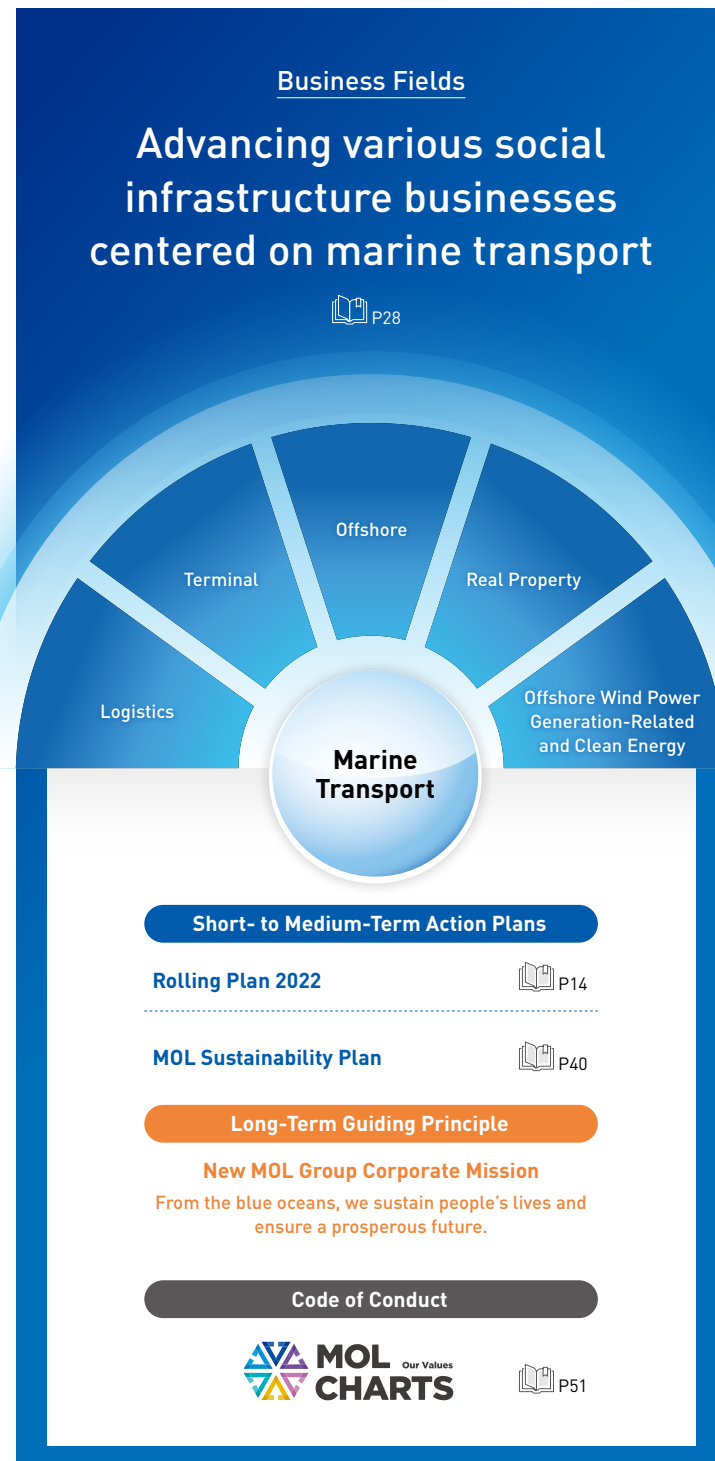 Business Fields
Advancing various social
infrastructure businesses
centered on marine transport
P28
Offshore
Terminal
Real Property
Logistics
Offshore Wind Power
Generation-Related
and Clean Energy
Marine
Transport
Short- to Medium-Term Action Plans
Rolling Plan 2022
P14
MOL Sustainability Plan
P40
Long-Term Guiding Principle
New MOL Group Corporate Mission
From the blue oceans, we sustain people’s lives and
ensure a prosperous future.
Code of Conduct
MOL Our Values
CHARTS
P51